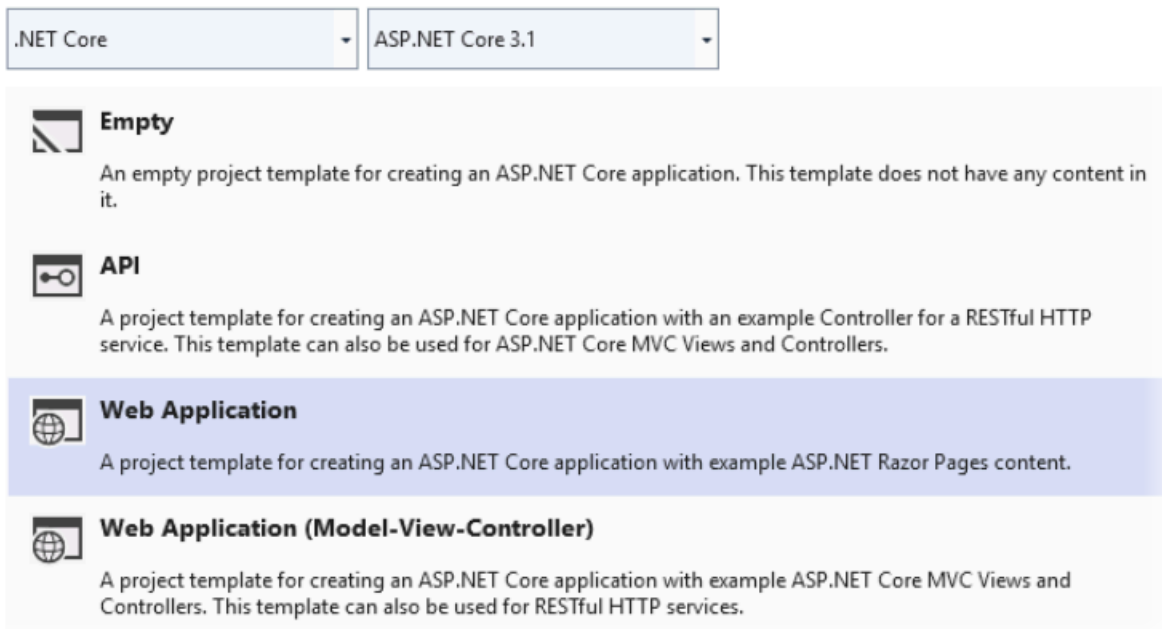 .NET Core
ASP.NET Core 3.1
Empty
An empty project template for creating an ASP.NET Core application. This template does not have any content in
it.
API
A project template for creating an ASP.NET Core application with an example Controller for a RESTful HTTP
service. This template can also be used for ASP.NET Core MVC Views and Controllers.
Web Application
A project template for creating an ASP.NET Core application with example ASP.NET Razor Pages content.
Web Application (Model-View-Controller)
A project template for creating an ASP.NET Core application with example ASP.NET Core MVC Views and
Controllers. This template can also be used for RESTful HTTP services.